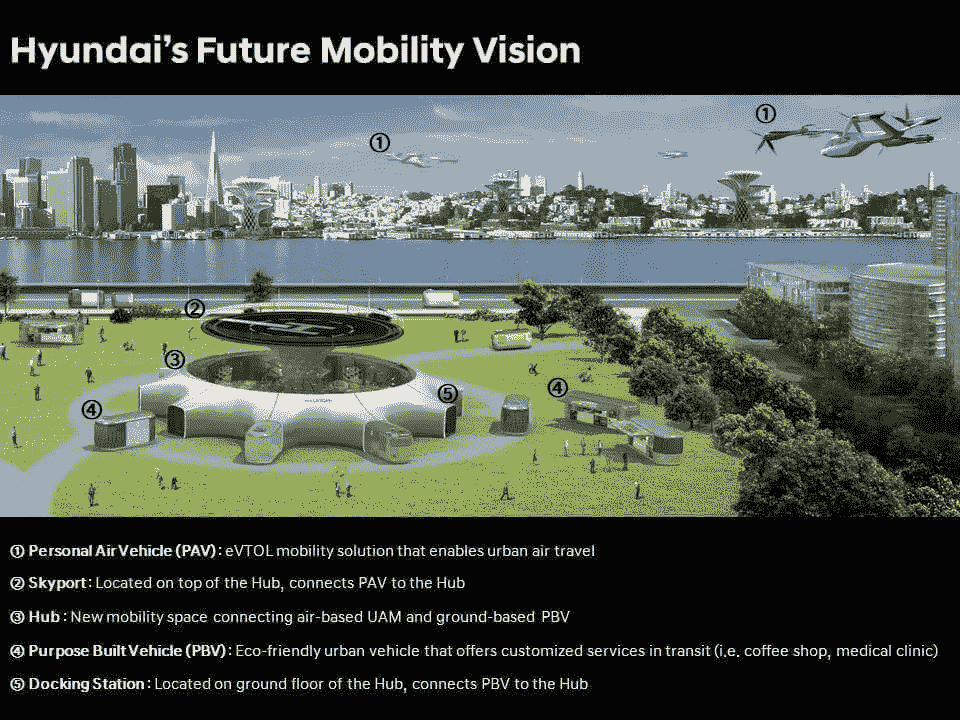 Hyundai's Future Mobility Vision
①
①
②
③
④
④
⑤
① Personal Air Vehicle (PAV) : eVTOL mobility solution that enables urban air travel
② Skyport : Located on top of the Hub, connects PAV to the Hub
③ Hub : New mobility space connecting air-based UAM and ground-based PBV
④ Purpose Built Vehicle (PBV) : Eco-friendly urban vehicle that offers customized services in transit (i.e. coffee shop, medical clinic)
⑤ Docking Station : Located on ground floor of the Hub, connects PBV to the Hub